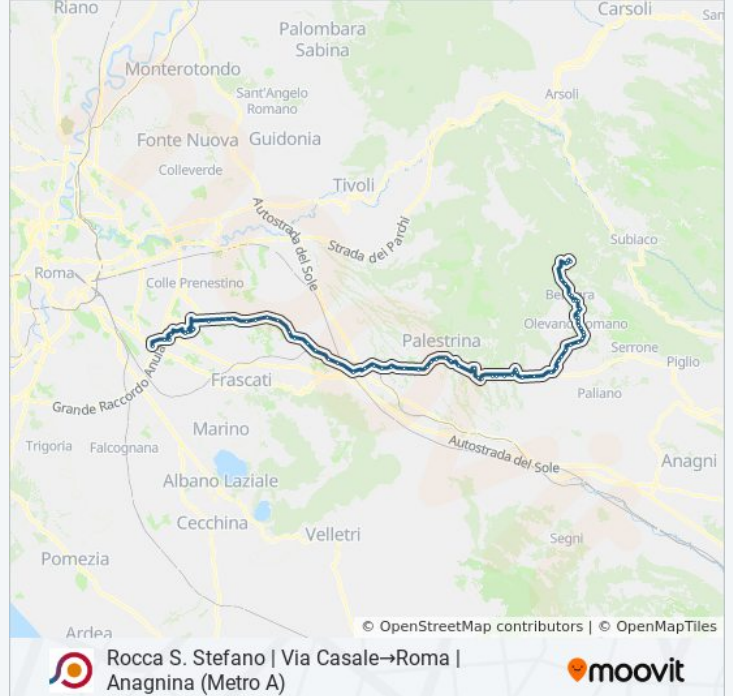 Riano
Carsoli
San
Palombara
Sabina
Monterotondo
Sant'Angelo
Romano
Arsoli
Fonte Nuova
Guidonia
Colleverde
Tivoli
Autostrada del Sole
Strada dei Parchi
Subiaco
Roma
Colle Prenestino
Olevano Romano
Palestrina
Serrone
Piglio
Frascati
Paliano
Grande Raccordo Anula
Marino
Trigoria
Falcognana
Autostrada del Sole
Anagni
Albano Laziale
Cecchina
Velletri
Segni
Pomezia
Ardea
© OpenStreetMap contributors | © OpenMapTiles
Rocca S. Stefano | Via Casale→Roma |
Anagnina (Metro A)
moovit